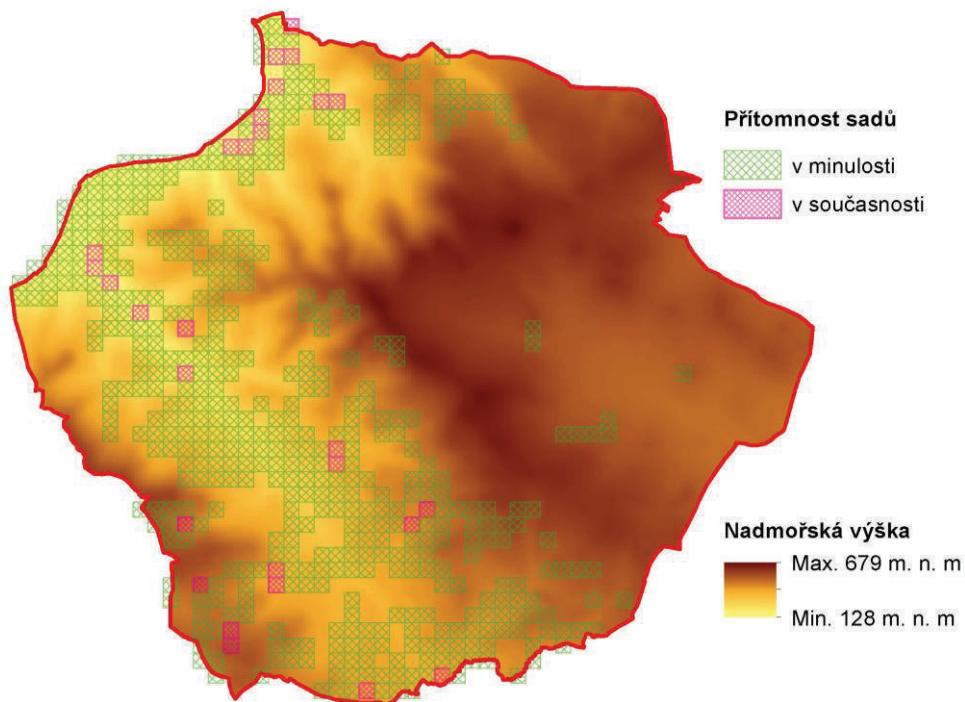 Přítomnost sadů
v minulosti
v současnosti
Nadmořská výška
Max. 679 m. n. m
Min. 128 m. n. m